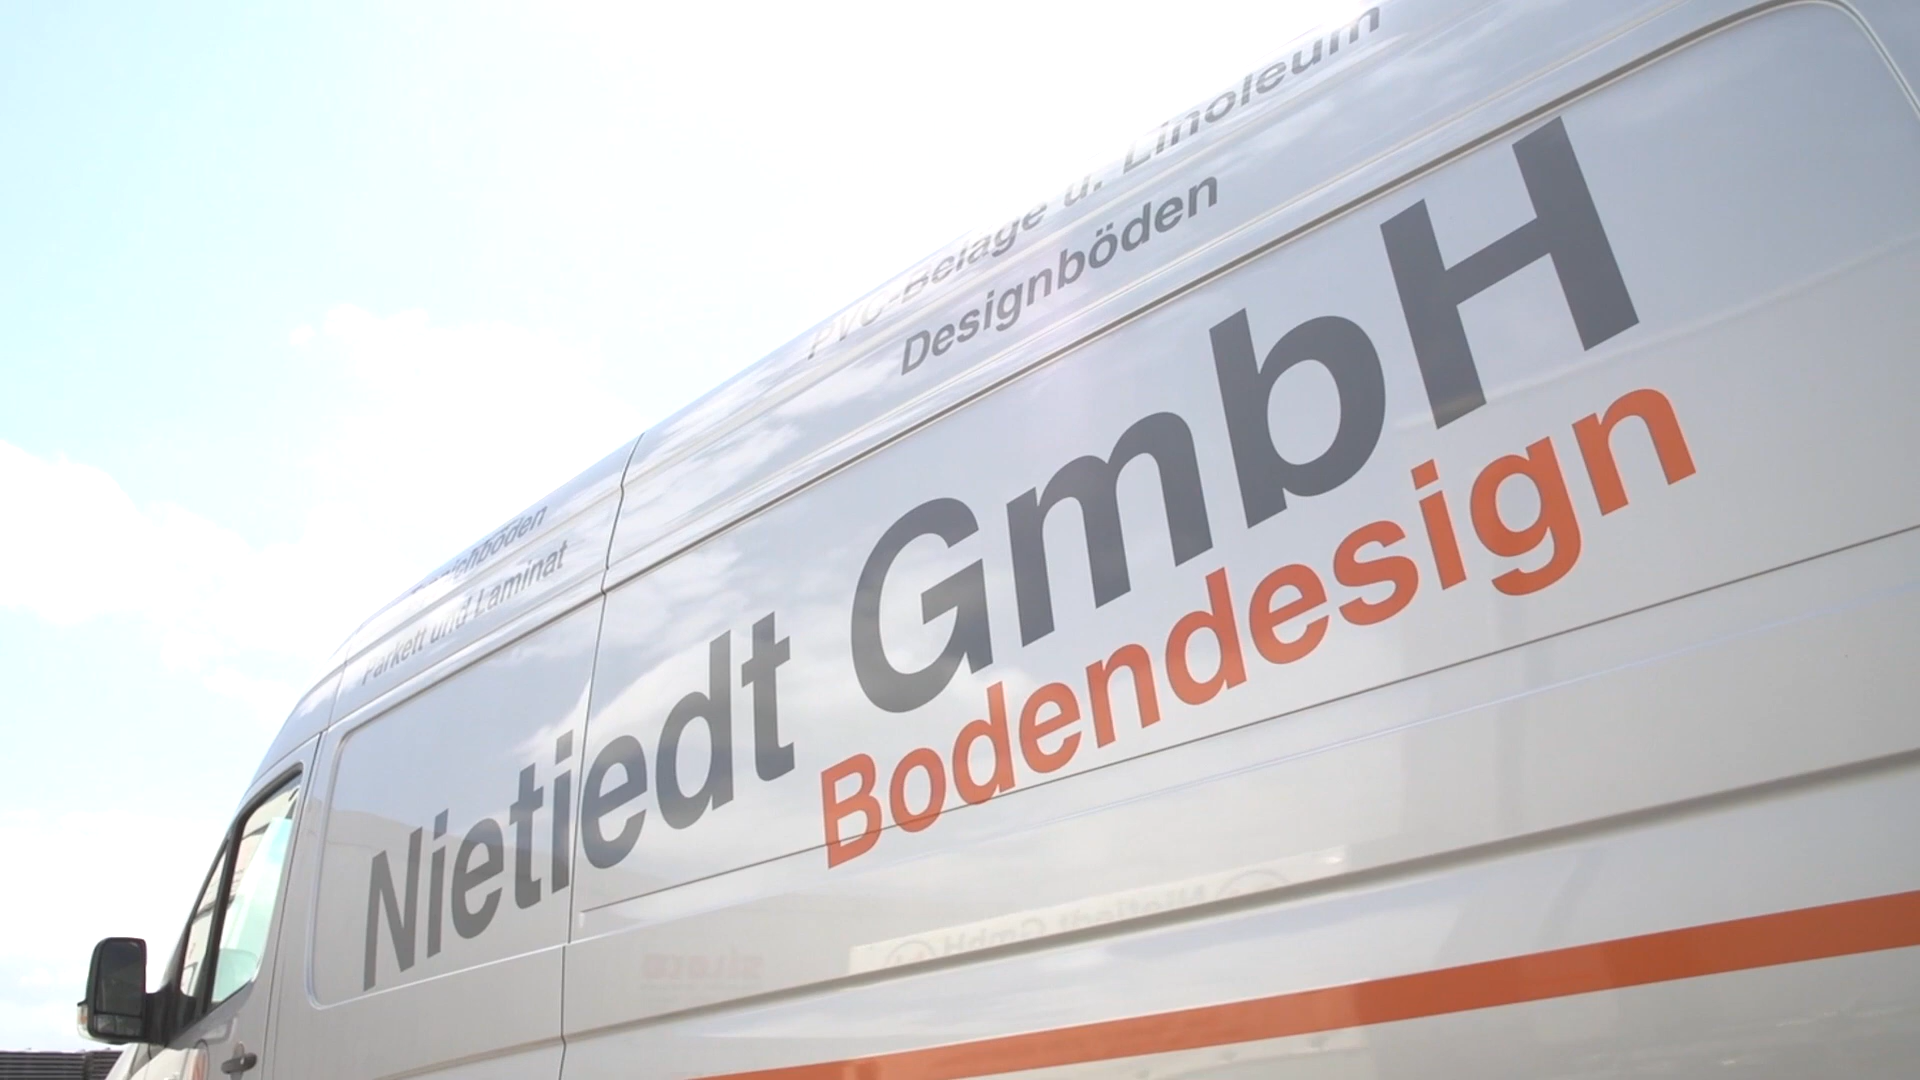 PVC-Beläge u. Linoleum
Designböden
Parkett und Laminat
Nietiedt GmbH
Bodendesign